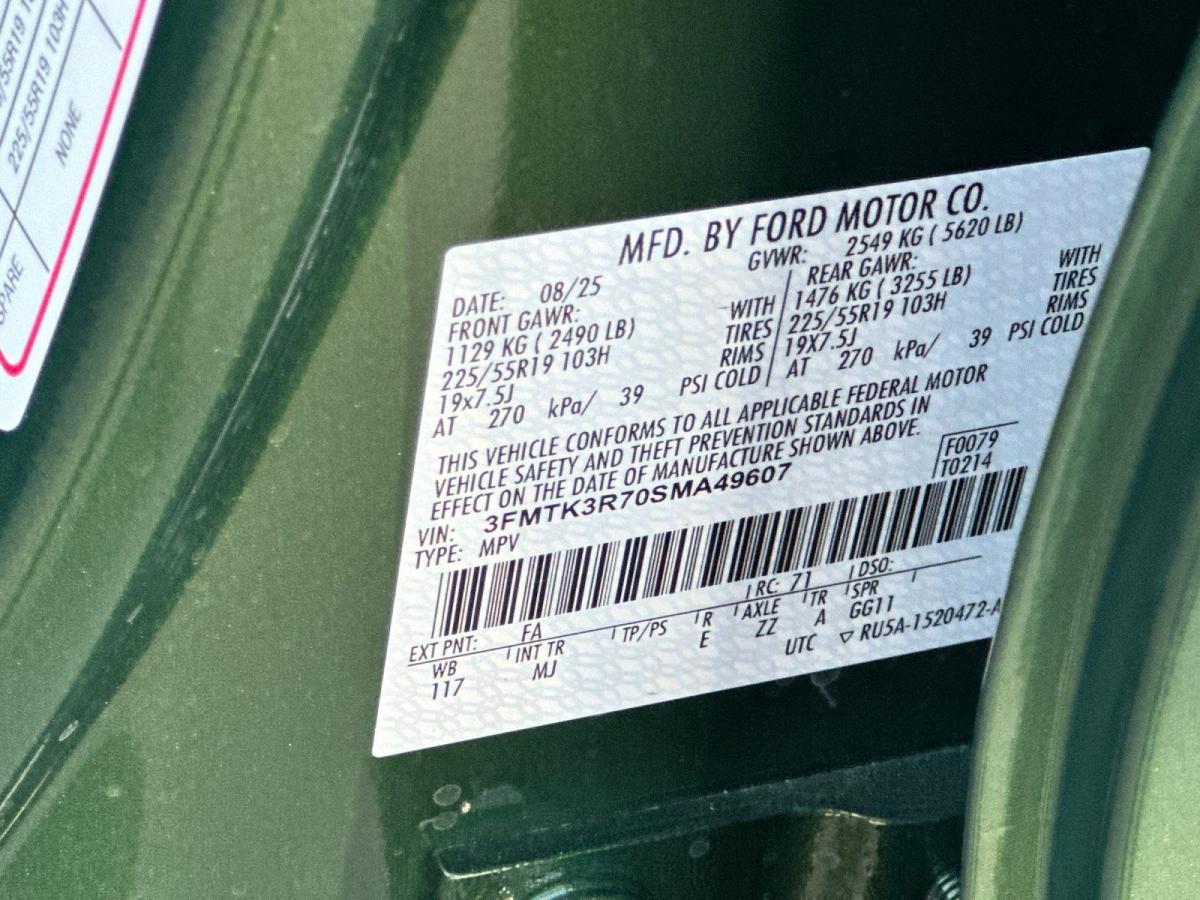 225/55R19 103H
NONE
SPARE
MFD. BY FORD MOTOR CO.
DATE: 08/25 GVWR: 2549 KG ( 5620 LB)
FRONT GAWR: REAR GAWR:
1129 KG ( 2490 LB) WITH 1476 KG ( 3255 LB) WITH
225/55R19 103H TIRES 225/55R19 103H TIRES
19x7.5J RIMS 19X7.5J RIMS
AT 270 kPa/ 39 PSI COLD AT 270 kPa/ 39 PSI COLD
THIS VEHICLE CONFORMS TO ALL APPLICABLE FEDERAL MOTOR
VEHICLE SAFETY AND THEFT PREVENTION STANDARDS IN
EFFECT ON THE DATE OF MANUFACTURE SHOWN ABOVE.
VIN: 3FMTK3R70SMA49607
F0079
TYPE: MPV
T0214
EXT PNT: FA RC: 71 DSO:
WB INT TR TP/PS R AXLE TR SPR
117 MJ E ZZ A GG11
UTC ▽ RU5A-1520472-A